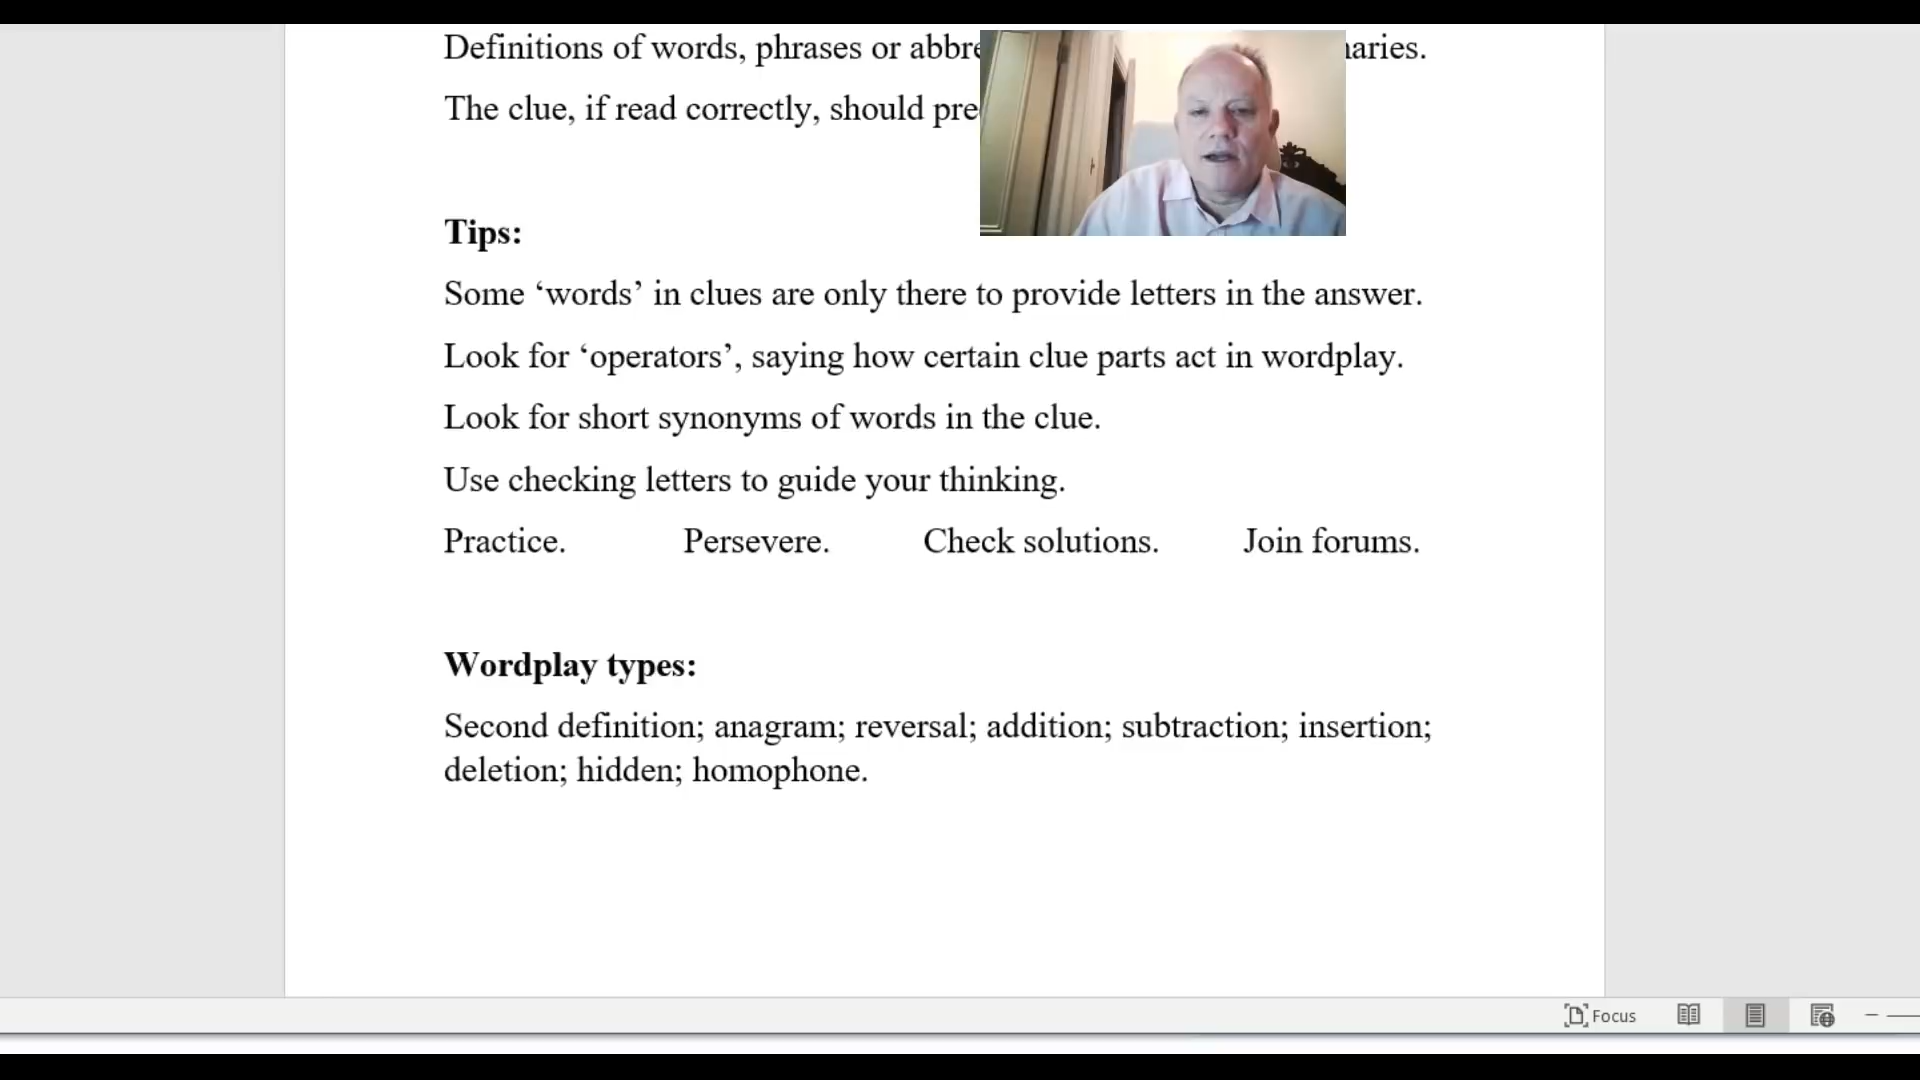 Definitions of words, phrases or
The clue, if read correctly, should
Tips:
Some ‘words’ in clues are only there to provide letters in the answer.
Look for ‘operators’, saying how certain clue parts act in wordplay.
Look for short synonyms of words in the clue.
Use checking letters to guide your thinking.
Practice. Persevere. Check solutions. Join forums.
Wordplay types:
Second definition; anagram; reversal; addition; subtraction; insertion;
deletion; hidden; homophone.
Focus